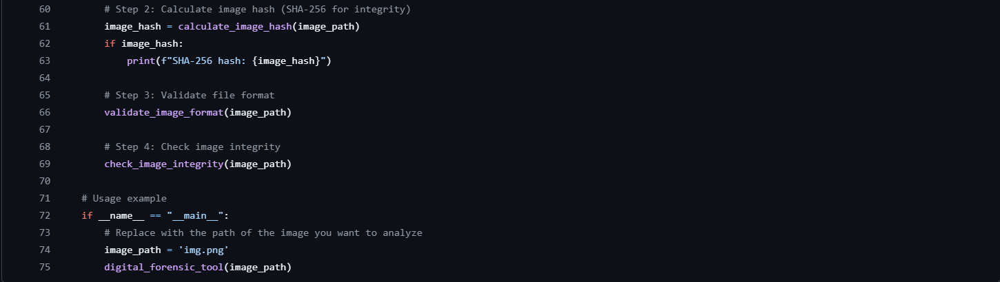 60 # Step 2: Calculate image hash (SHA-256 for integrity)
61 image_hash = calculate_image_hash(image_path)
62 if image_hash:
63 print(f"SHA-256 hash: {image_hash}")
64
65 # Step 3: Validate file format
66 validate_image_format(image_path)
67
68 # Step 4: Check image integrity
69 check_image_integrity(image_path)
70
71 # Usage example
72 if __name__ == "__main__":
73 # Replace with the path of the image you want to analyze
74 image_path = 'img.png'
75 digital_forensic_tool(image_path)